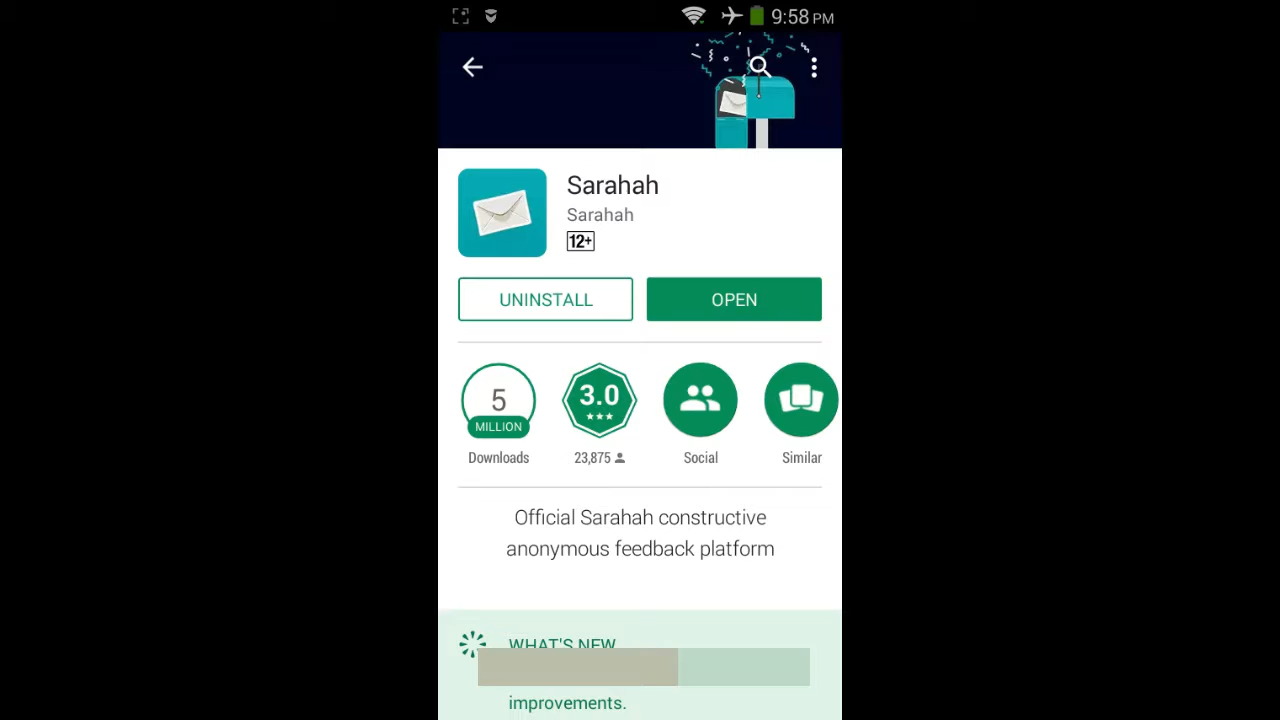 9:58 PM
Sarahah
Sarahah
12+
UNINSTALL
OPEN
5
MILLION
3.0
Downloads
23,875
Social
Similar
Official Sarahah constructive
anonymous feedback platform
WHAT'S NEW
improvements.